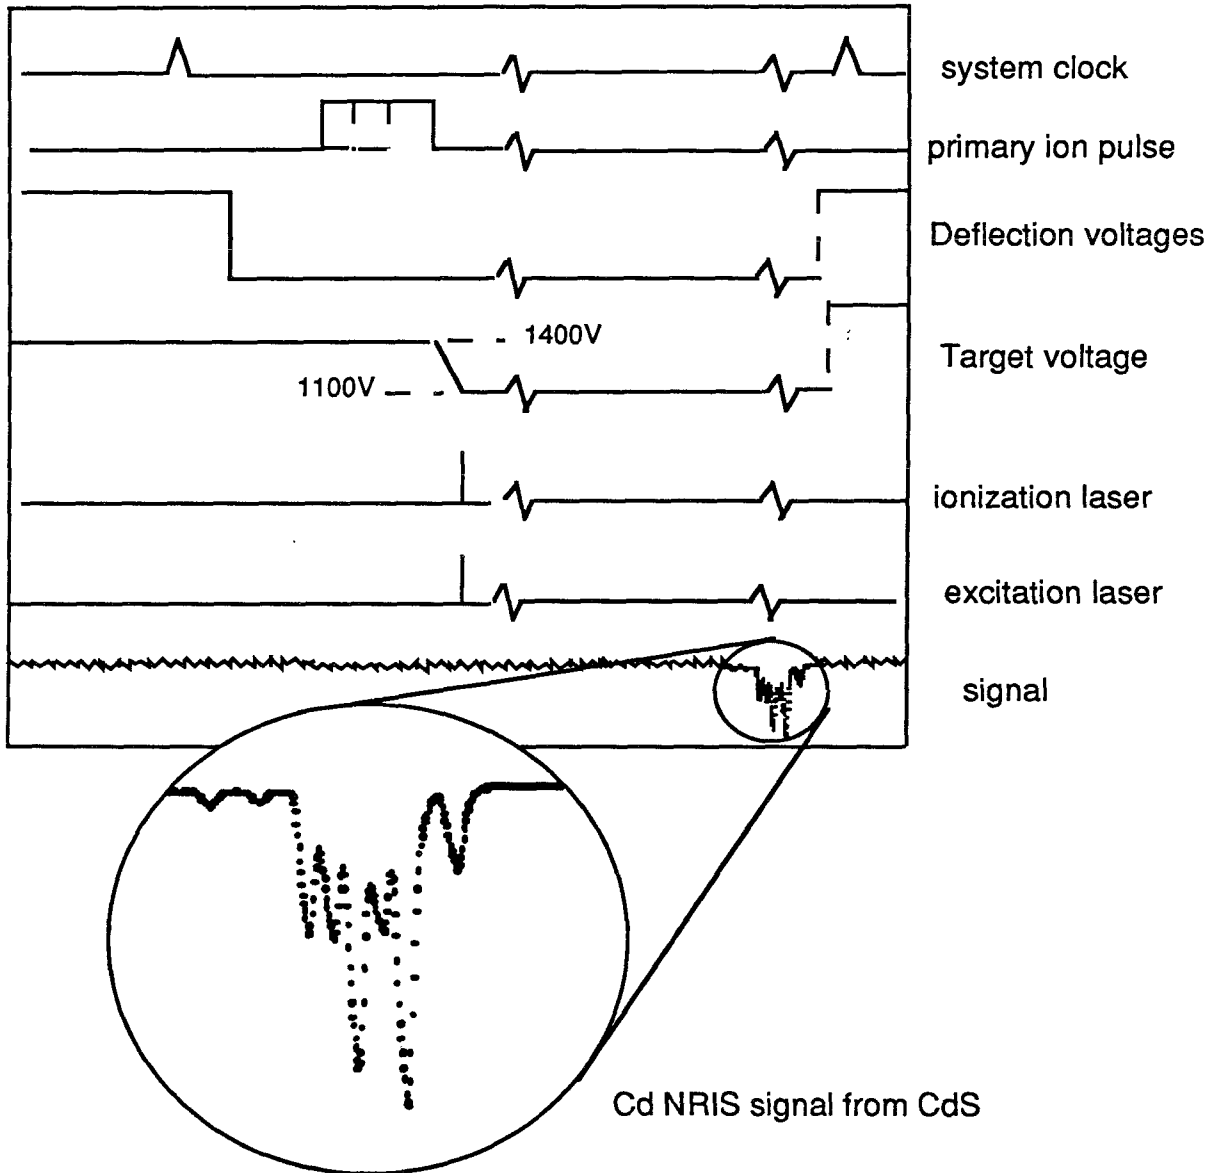 system clock
primary ion pulse
Deflection voltages
1400V
Target voltage
1100V
ionization laser
excitation laser
signal
Cd NRIS signal from CdS